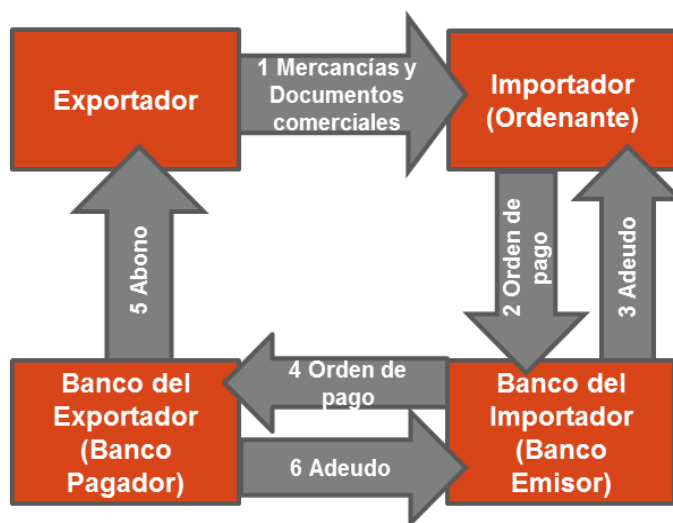 Exportador
1 Mercancías y
Documentos
comerciales
Importador
(Ordenante)
5 Abono
2 Orden de
pago
3 Adeudo
Banco del
Exportador
(Banco
Pagador)
4 Orden de
pago
6 Adeudo
Banco del
Importador
(Banco
Emisor)